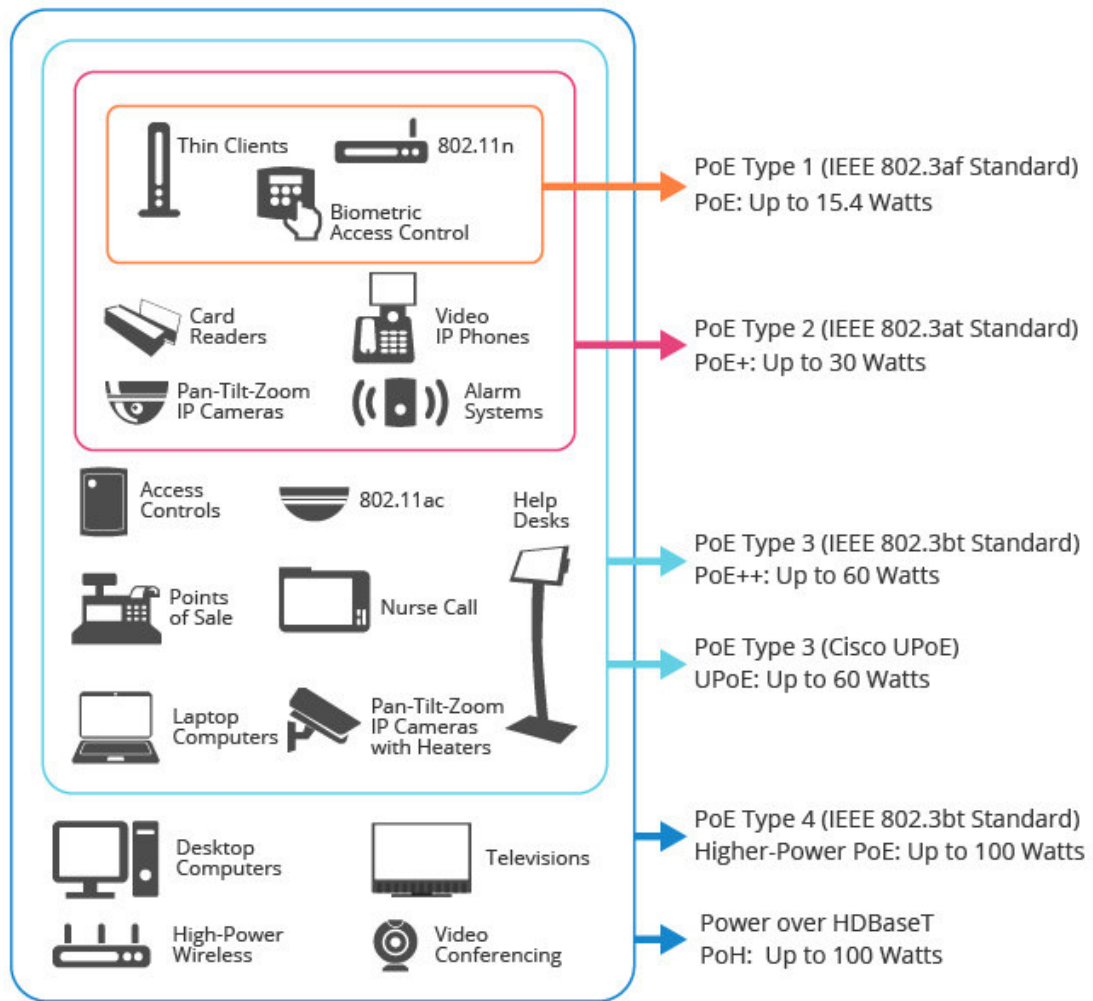 Thin Clients
802.11n
Biometric
Access Control
PoE Type 1 (IEEE 802.3af Standard)
PoE: Up to 15.4 Watts
Card
Readers
Video
IP Phones
Pan-Tilt-Zoom
IP Cameras
Alarm
Systems
PoE Type 2 (IEEE 802.3at Standard)
PoE+: Up to 30 Watts
Access
Controls
802.11ac
Help
Desks
Points
of Sale
Nurse Call
Laptop
Computers
Pan-Tilt-Zoom
IP Cameras
with Heaters
PoE Type 3 (IEEE 802.3bt Standard)
PoE++: Up to 60 Watts
PoE Type 3 (Cisco UPoE)
UPoE: Up to 60 Watts
Desktop
Computers
Televisions
High-Power
Wireless
Video
Conferencing
PoE Type 4 (IEEE 802.3bt Standard)
Higher-Power PoE: Up to 100 Watts
Power over HDBaseT
PoH: Up to 100 Watts